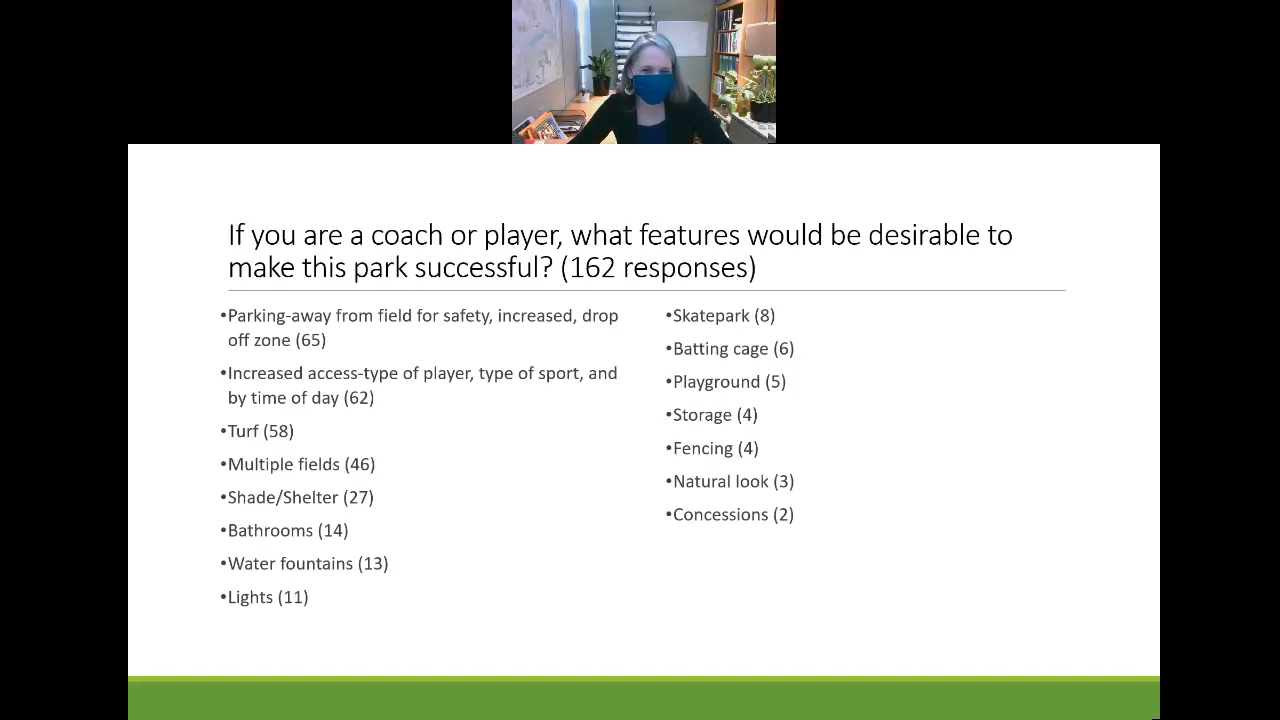 If you are a coach or player, what features would be desirable to
make this park successful? (162 responses)
•Parking-away from field for safety, increased, drop
off zone (65)
•Increased access-type of player, type of sport, and
by time of day (62)
•Turf (58)
•Multiple fields (46)
•Shade/Shelter (27)
•Bathrooms (14)
•Water fountains (13)
•Lights (11)
•Skatepark (8)
•Batting cage (6)
•Playground (5)
•Storage (4)
•Fencing (4)
•Natural look (3)
•Concessions (2)